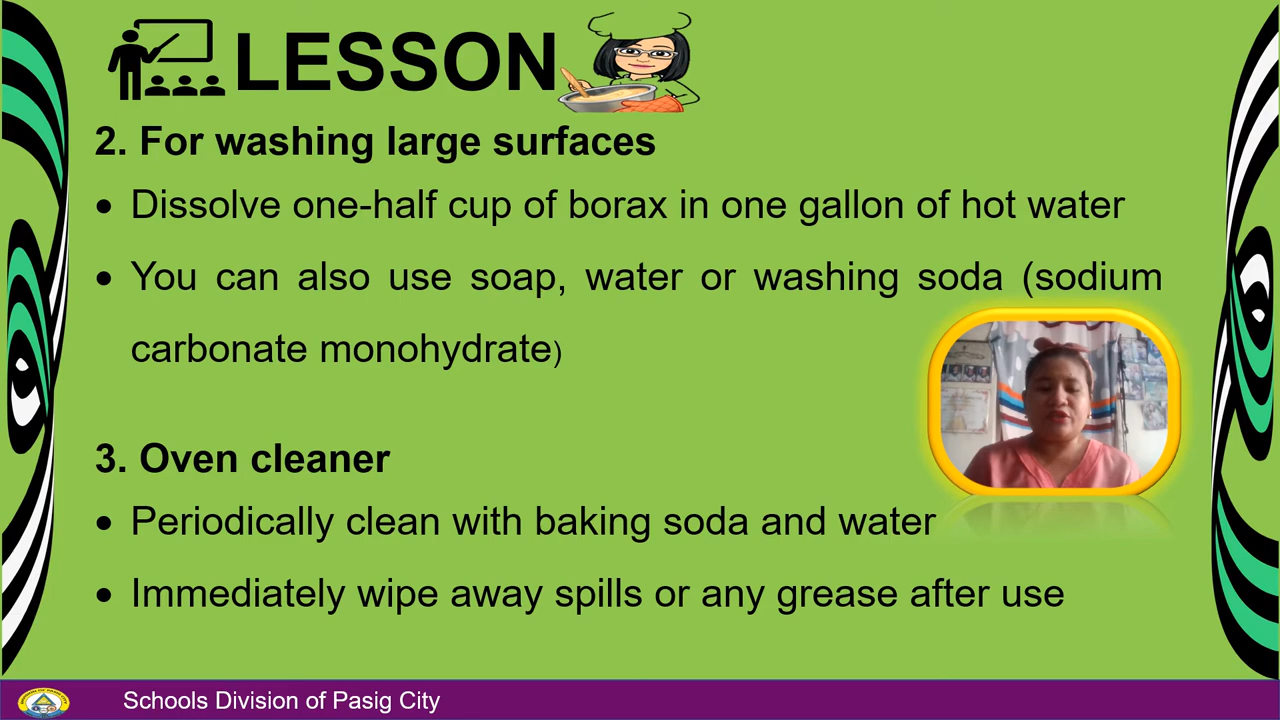 LESSON
2. For washing large surfaces
• Dissolve one-half cup of borax in one gallon of hot water
• You can also use soap, water or washing soda (sodium
carbonate monohydrate)
3. Oven cleaner
• Periodically clean with baking soda and water
• Immediately wipe away spills or any grease after use
Schools Division of Pasig City